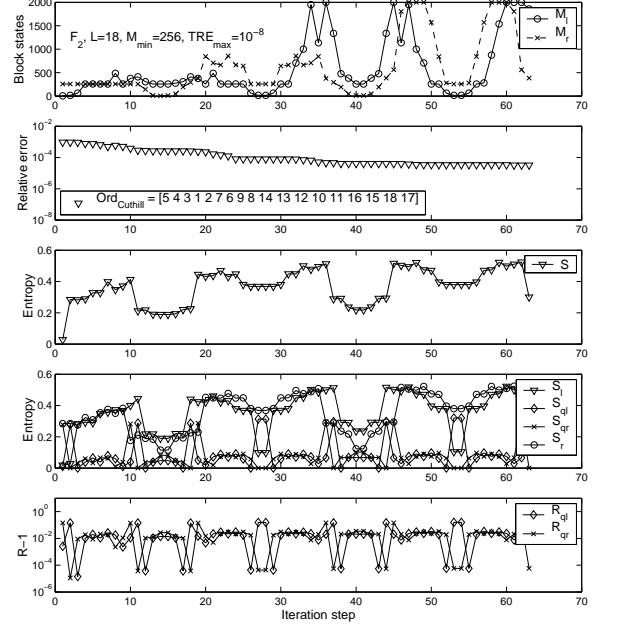 2000
1500
1000
500
0
Block states
F2, L=18, Mmin=256, TREmax=10^-8
Ml
Mr
0 10 20 30 40 50 60 70
10^-2
10^-4
10^-6
10^-8
Relative error
OrdCuthill = [5 4 3 1 2 7 6 9 8 14 13 12 10 11 16 15 18 17]
0 10 20 30 40 50 60 70
0.6
0.4
0.2
0
Entropy
S
0 10 20 30 40 50 60 70
0.6
0.4
0.2
0
Entropy
Sl
Sql
Sqr
Sr
0 10 20 30 40 50 60 70
10^0
10^-2
10^-4
10^-6
R−1
Rql
Rqr
0 10 20 30 40 50 60 70
Iteration step